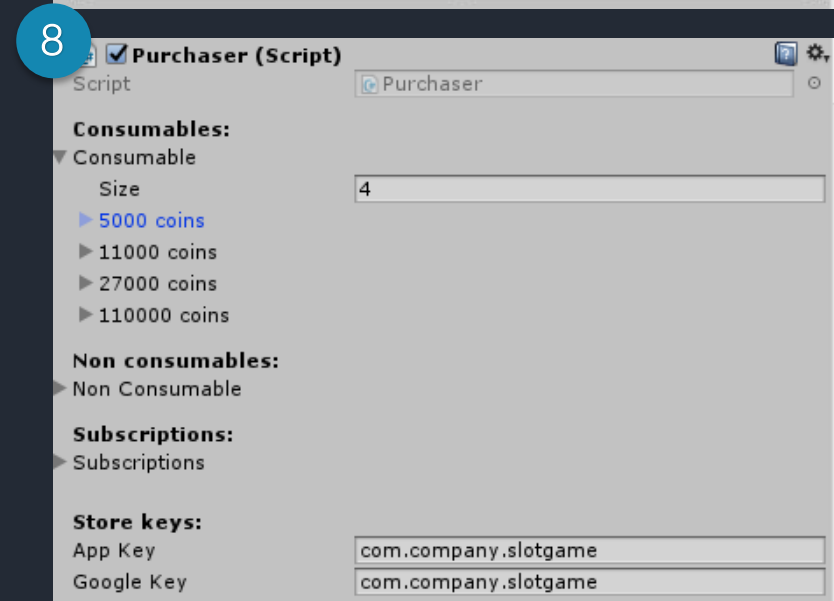 8
Purchaser (Script)
Script Purchaser
Consumables:
Consumable
Size 4
5000 coins
11000 coins
27000 coins
110000 coins
Non consumables:
Non Consumable
Subscriptions:
Subscriptions
Store keys:
App Key com.company.slotgame
Google Key com.company.slotgame